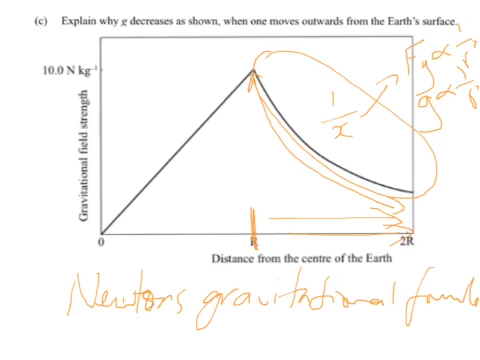 (c) Explain why g decreases as shown, when one moves outwards from the Earth's surface.
10.0 N kg⁻¹
Gravitational field strength
1
x
0
R
2R
Distance from the centre of the Earth
Newtons gravitational